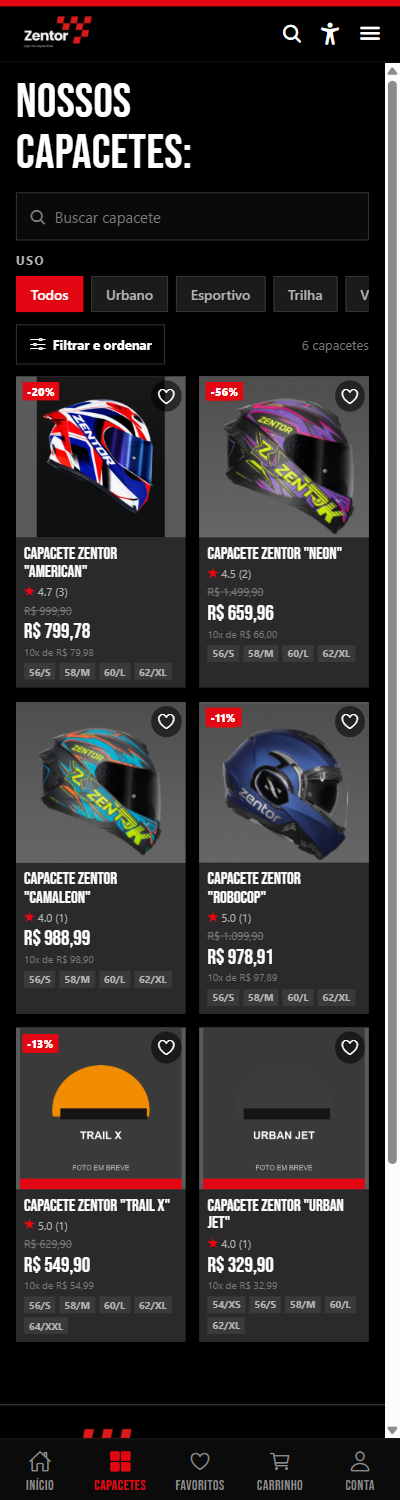 Zentor
NOSSOS
CAPACETES:
Buscar capacete
USO
Todos
Urbano
Esportivo
Trilha
V
Filtrar e ordenar
6 capacetes
-20%
ZENTOR
CAPACETE ZENTOR
"AMERICAN"
4.7 (3)
R$ 999,90
R$ 799,78
10x de R$ 79,98
56/S 58/M 60/L 62/XL
-56%
ZENTOR
ZENTOR
CAPACETE ZENTOR "NEON"
4.5 (2)
R$ 1.499,90
R$ 659,96
10x de R$ 66,00
56/S 58/M 60/L 62/XL
ZENTOR
ZENTOR
CAPACETE ZENTOR
"CAMALEON"
4.0 (1)
R$ 988,99
10x de R$ 98,90
56/S 58/M 60/L 62/XL
-11%
zentor
CAPACETE ZENTOR
"ROBOCOP"
5.0 (1)
R$ 1.099,90
R$ 978,91
10x de R$ 97,89
56/S 58/M 60/L 62/XL
-13%
TRAIL X
FOTO EM BREVE
CAPACETE ZENTOR "TRAIL X"
5.0 (1)
R$ 629,90
R$ 549,90
10x de R$ 54,99
56/S 58/M 60/L 62/XL
64/XXL
URBAN JET
FOTO EM BREVE
CAPACETE ZENTOR "URBAN
JET"
4.0 (1)
R$ 329,90
10x de R$ 32,99
54/XS 56/S 58/M 60/L
62/XL
INÍCIO
CAPACETES
FAVORITOS
CARRINHO
CONTA